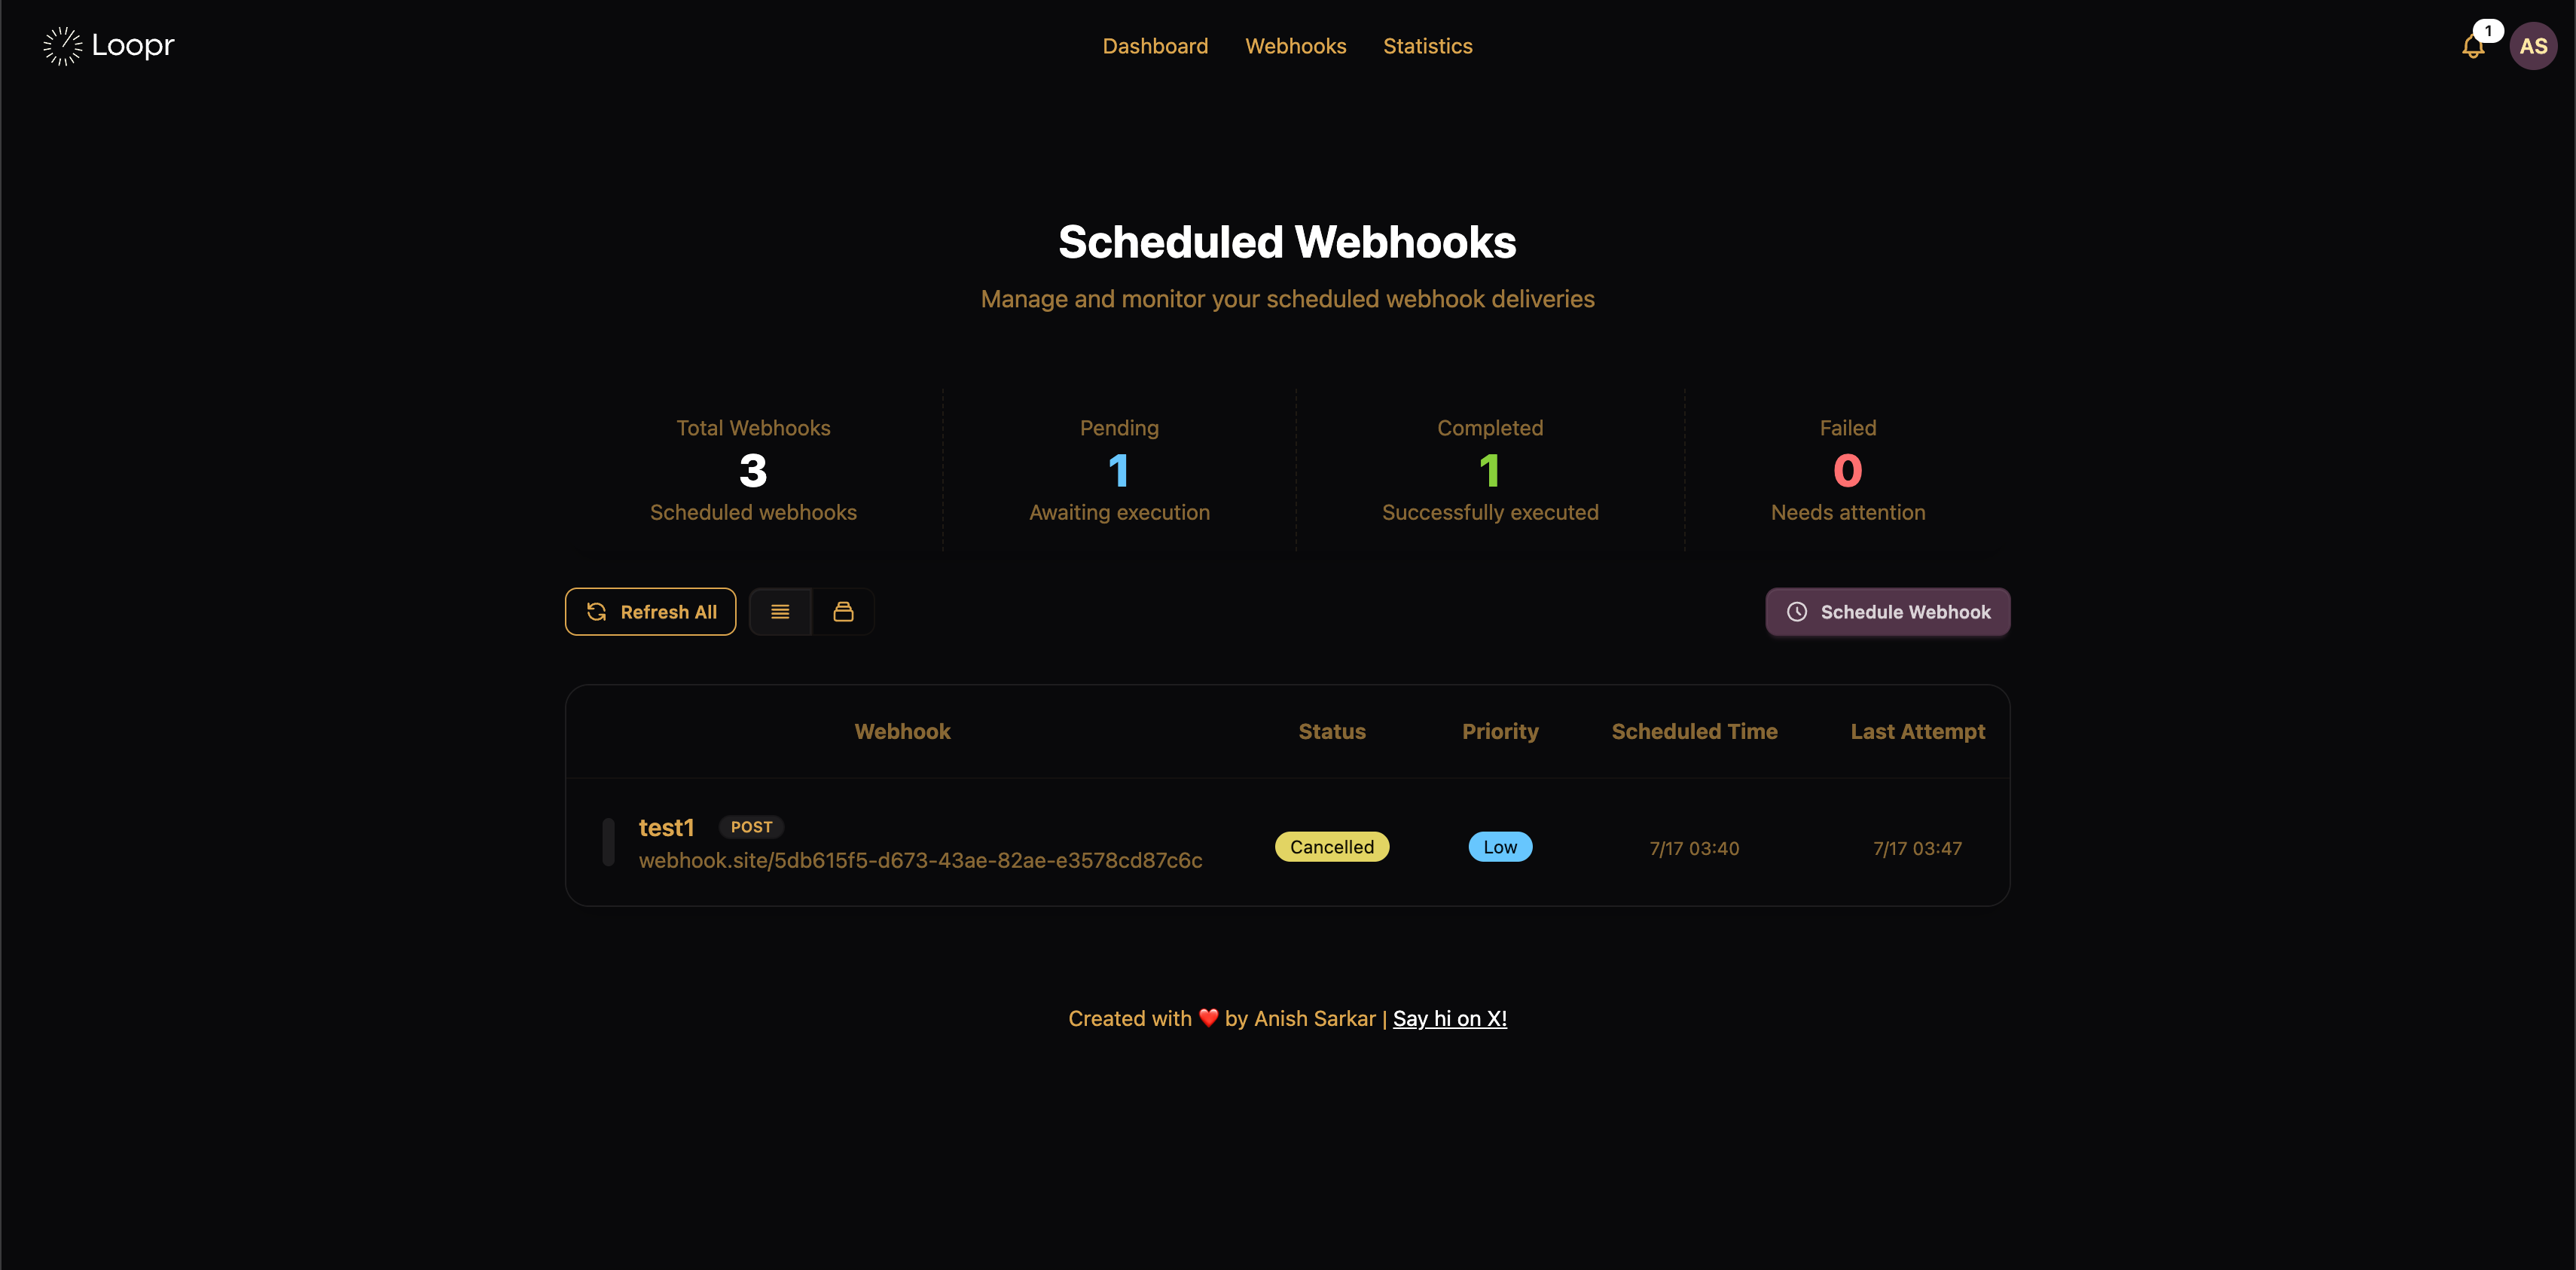 Loopr
Dashboard Webhooks Statistics
1
AS
Scheduled Webhooks
Manage and monitor your scheduled webhook deliveries
Total Webhooks
3
Scheduled webhooks
Pending
1
Awaiting execution
Completed
1
Successfully executed
Failed
0
Needs attention
Refresh All
Schedule Webhook
Webhook Status Priority Scheduled Time Last Attempt
test1 POST
webhook.site/5db615f5-d673-43ae-82ae-e3578cd87c6c
Cancelled Low 7/17 03:40 7/17 03:47
Created with ❤️ by Anish Sarkar | Say hi on X!